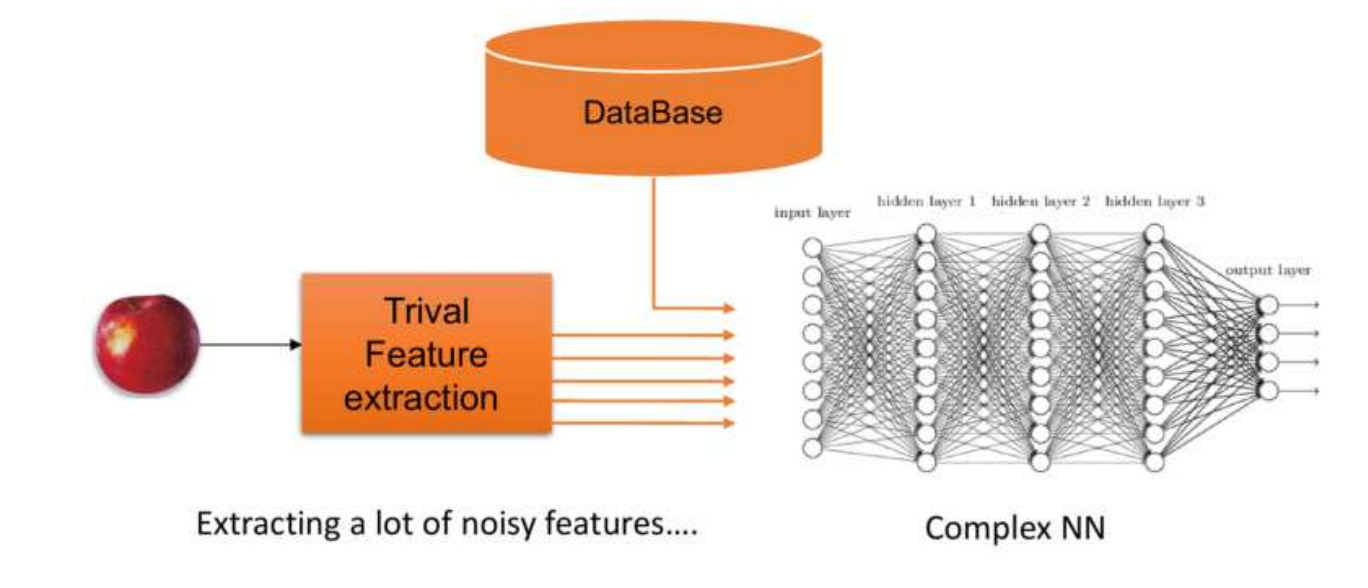 DataBase
input layer
hidden layer 1
hidden layer 2
hidden layer 3
output layer
Trival
Feature
extraction
Extracting a lot of noisy features....
Complex NN